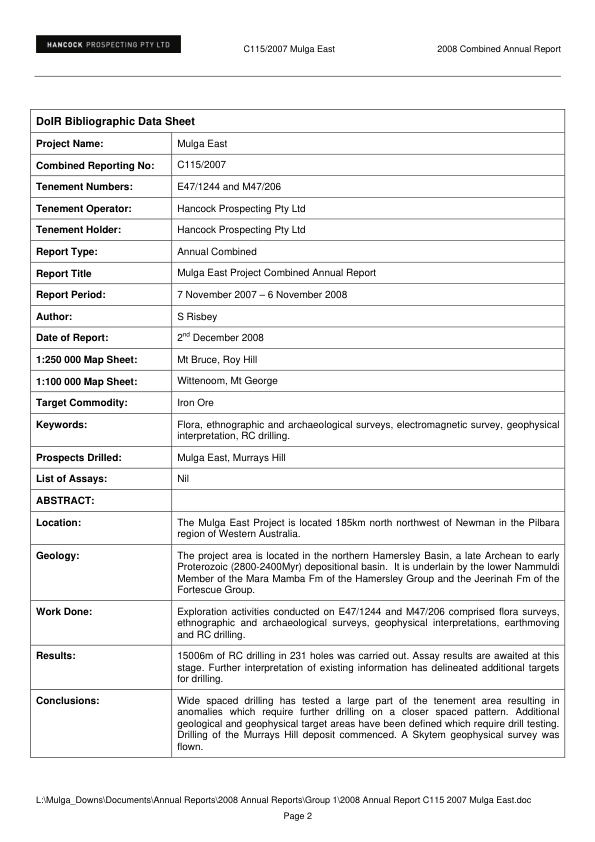 HANCOCK PROSPECTING PTY LTD
C115/2007 Mulga East
2008 Combined Annual Report
DoIR Bibliographic Data Sheet
Project Name: Mulga East
Combined Reporting No: C115/2007
Tenement Numbers: E47/1244 and M47/206
Tenement Operator: Hancock Prospecting Pty Ltd
Tenement Holder: Hancock Prospecting Pty Ltd
Report Type: Annual Combined
Report Title Mulga East Project Combined Annual Report
Report Period: 7 November 2007 – 6 November 2008
Author: S Risbey
Date of Report: 2nd December 2008
1:250 000 Map Sheet: Mt Bruce, Roy Hill
1:100 000 Map Sheet: Wittenoom, Mt George
Target Commodity: Iron Ore
Keywords: Flora, ethnographic and archaeological surveys, electromagnetic survey, geophysical
interpretation, RC drilling.
Prospects Drilled: Mulga East, Murrays Hill
List of Assays: Nil
ABSTRACT:
Location: The Mulga East Project is located 185km north northwest of Newman in the Pilbara
region of Western Australia.
Geology: The project area is located in the northern Hamersley Basin, a late Archean to early
Proterozoic (2800-2400Myr) depositional basin. It is underlain by the lower Nammuldi
Member of the Mara Mamba Fm of the Hamersley Group and the Jeerinah Fm of the
Fortescue Group.
Work Done: Exploration activities conducted on E47/1244 and M47/206 comprised flora surveys,
ethnographic and archaeological surveys, geophysical interpretations, earthmoving
and RC drilling.
Results: 15006m of RC drilling in 231 holes was carried out. Assay results are awaited at this
stage. Further interpretation of existing information has delineated additional targets
for drilling.
Conclusions: Wide spaced drilling has tested a large part of the tenement area resulting in
anomalies which require further drilling on a closer spaced pattern. Additional
geological and geophysical target areas have been defined which require drill testing.
Drilling of the Murrays Hill deposit commenced. A Skytem geophysical survey was
flown.
L:\Mulga_Downs\Documents\Annual Reports\2008 Annual Reports\Group 1\2008 Annual Report C115 2007 Mulga East.doc
Page 2